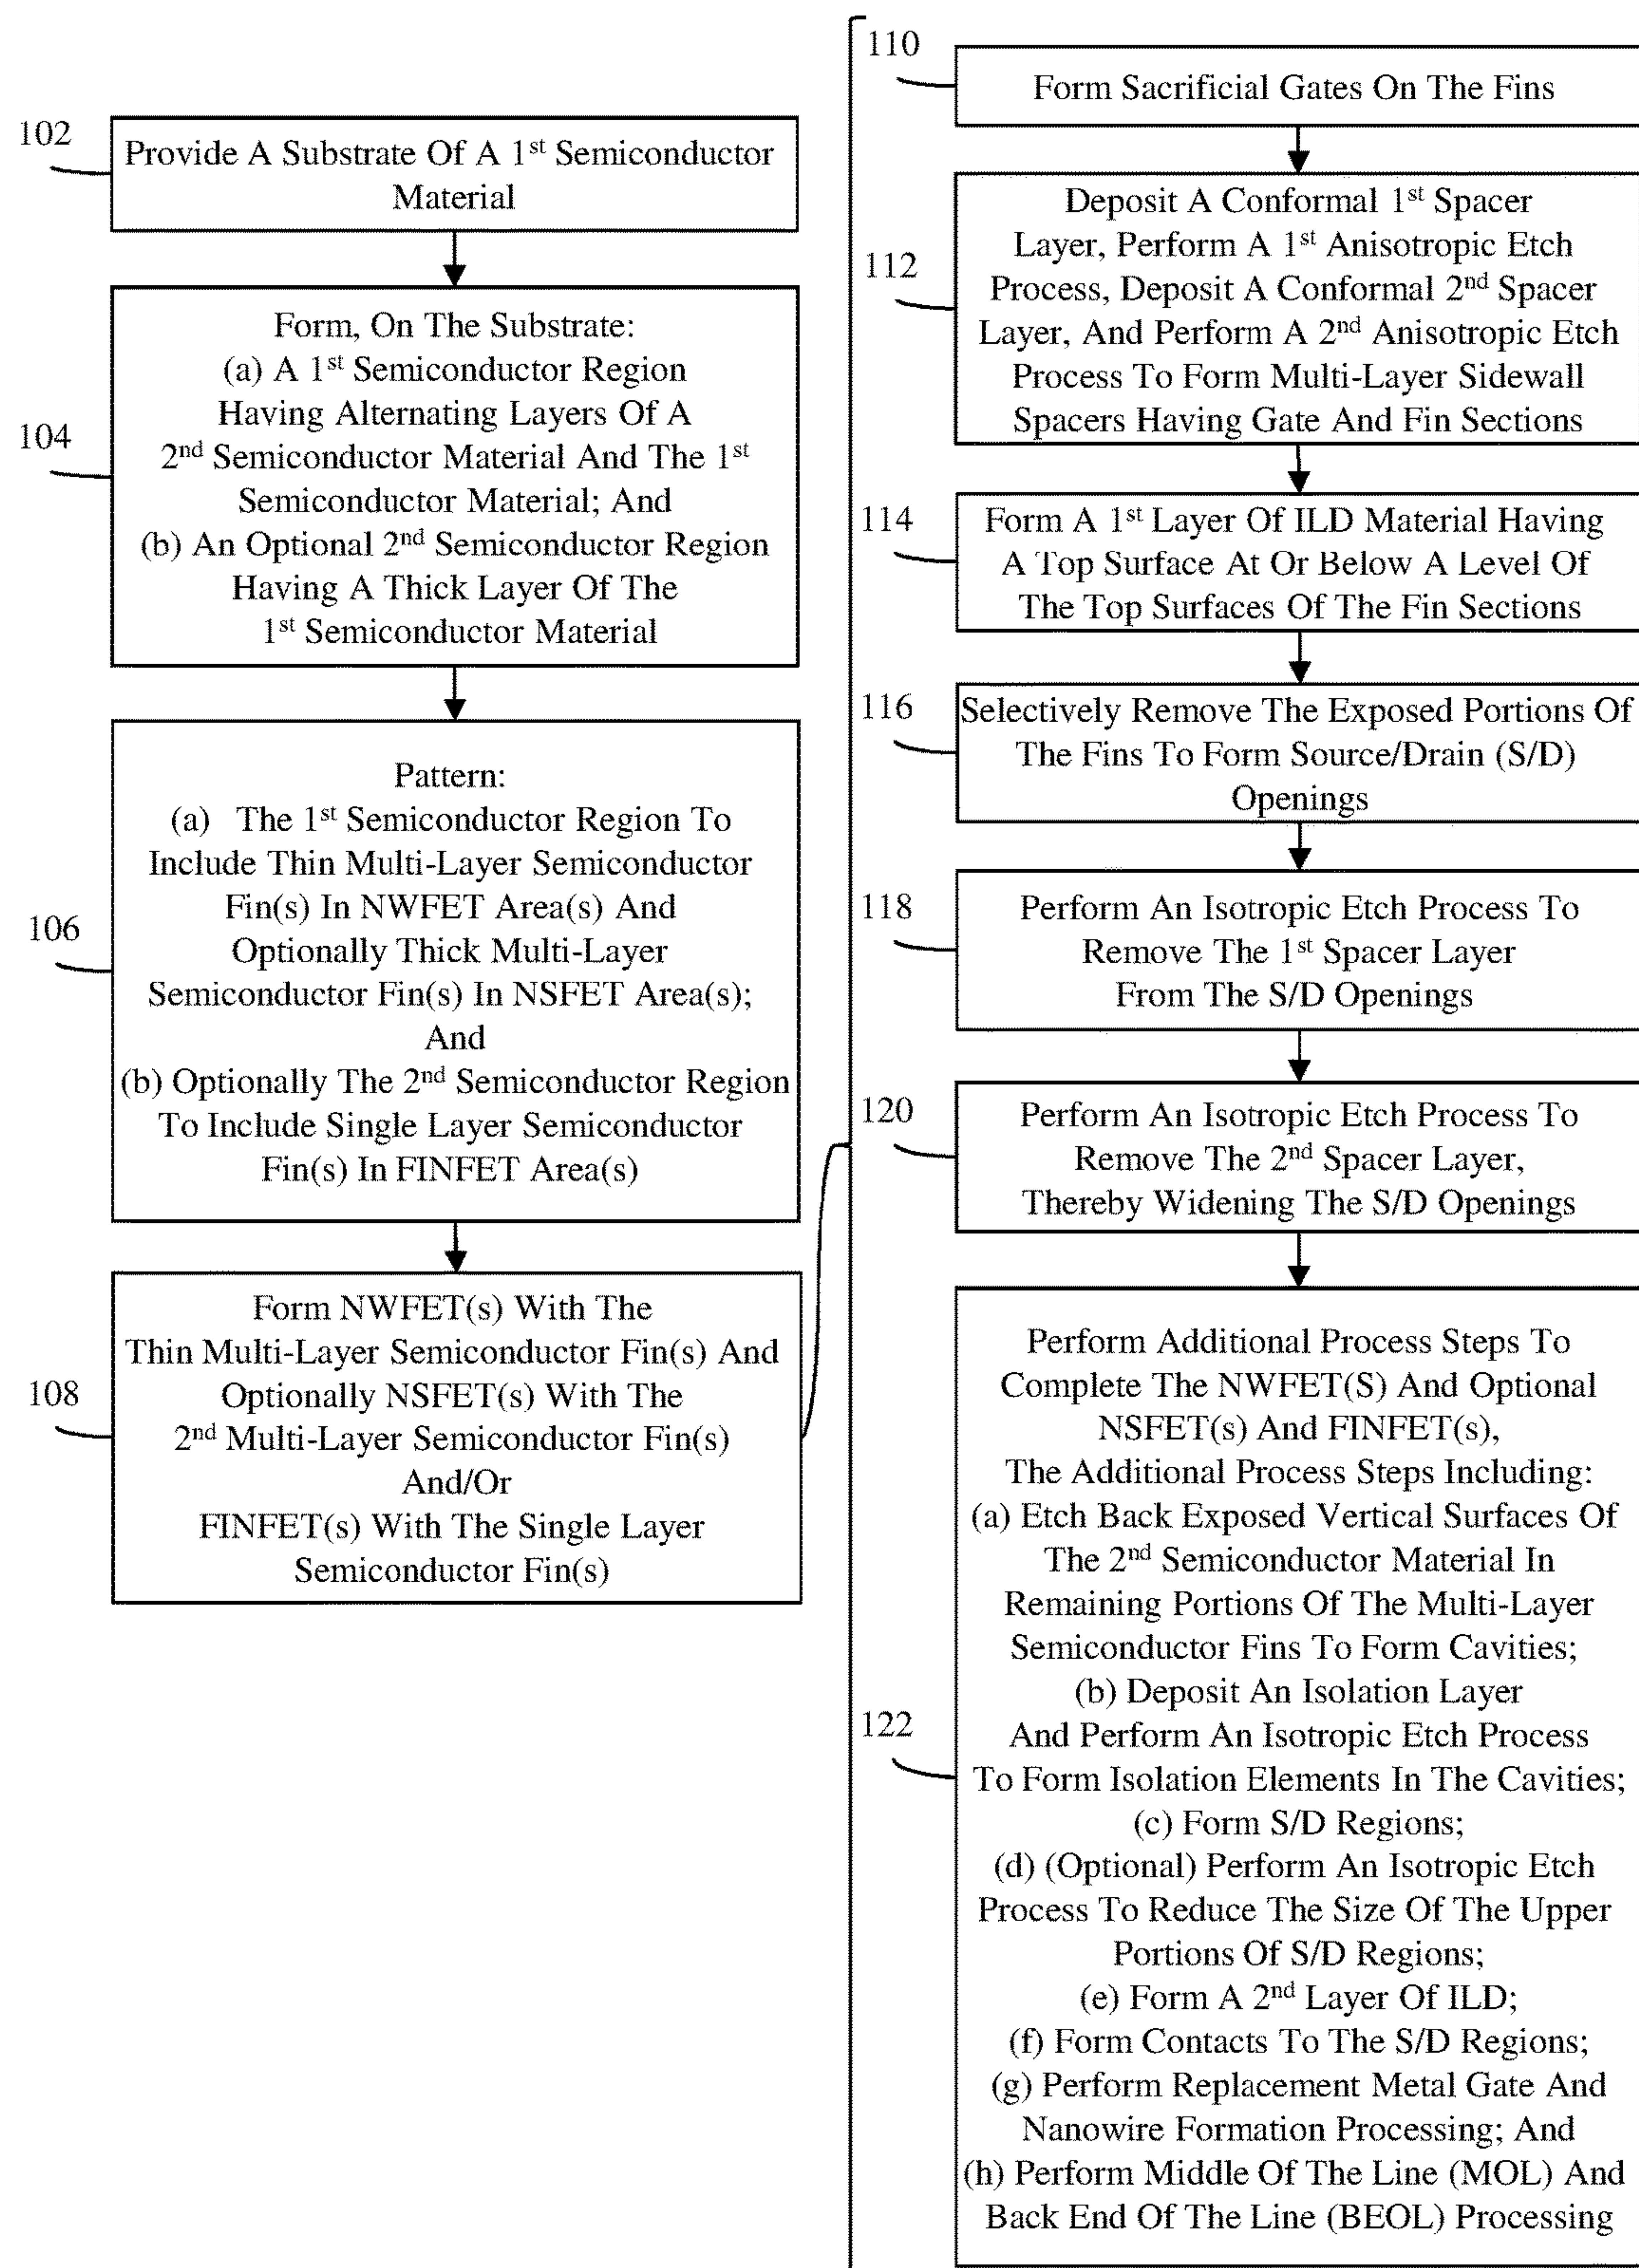 102
Provide A Substrate Of A 1st Semiconductor
Material
104
Form, On The Substrate:
(a) A 1st Semiconductor Region
Having Alternating Layers Of A
2nd Semiconductor Material And The 1st
Semiconductor Material; And
(b) An Optional 2nd Semiconductor Region
Having A Thick Layer Of The
1st Semiconductor Material
106
Pattern:
(a) The 1st Semiconductor Region To
Include Thin Multi-Layer Semiconductor
Fin(s) In NWFET Area(s) And
Optionally Thick Multi-Layer
Semiconductor Fin(s) In NSFET Area(s);
And
(b) Optionally The 2nd Semiconductor Region
To Include Single Layer Semiconductor
Fin(s) In FINFET Area(s)
108
Form NWFET(s) With The
Thin Multi-Layer Semiconductor Fin(s) And
Optionally NSFET(s) With The
2nd Multi-Layer Semiconductor Fin(s)
And/Or
FINFET(s) With The Single Layer
Semiconductor Fin(s)
110
Form Sacrificial Gates On The Fins
112
Deposit A Conformal 1st Spacer
Layer, Perform A 1st Anisotropic Etch
Process, Deposit A Conformal 2nd Spacer
Layer, And Perform A 2nd Anisotropic Etch
Process To Form Multi-Layer Sidewall
Spacers Having Gate And Fin Sections
114
Form A 1st Layer Of ILD Material Having
A Top Surface At Or Below A Level Of
The Top Surfaces Of The Fin Sections
116
Selectively Remove The Exposed Portions Of
The Fins To Form Source/Drain (S/D)
Openings
118
Perform An Isotropic Etch Process To
Remove The 1st Spacer Layer
From The S/D Openings
120
Perform An Isotropic Etch Process To
Remove The 2nd Spacer Layer,
Thereby Widening The S/D Openings
122
Perform Additional Process Steps To
Complete The NWFET(S) And Optional
NSFET(s) And FINFET(s),
The Additional Process Steps Including:
(a) Etch Back Exposed Vertical Surfaces Of
The 2nd Semiconductor Material In
Remaining Portions Of The Multi-Layer
Semiconductor Fins To Form Cavities;
(b) Deposit An Isolation Layer
And Perform An Isotropic Etch Process
To Form Isolation Elements In The Cavities;
(c) Form S/D Regions;
(d) (Optional) Perform An Isotropic Etch
Process To Reduce The Size Of The Upper
Portions Of S/D Regions;
(e) Form A 2nd Layer Of ILD;
(f) Form Contacts To The S/D Regions;
(g) Perform Replacement Metal Gate And
Nanowire Formation Processing; And
(h) Perform Middle Of The Line (MOL) And
Back End Of The Line (BEOL) Processing